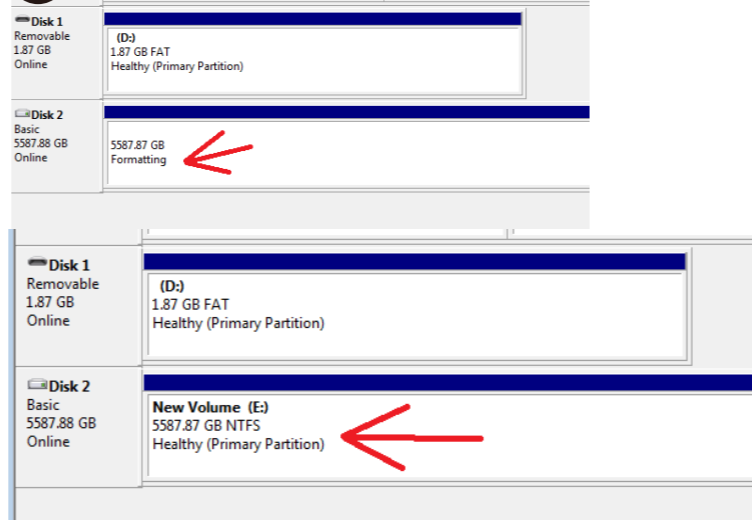 Disk 1
Removable
1.87 GB
Online
(D:)
1.87 GB FAT
Healthy (Primary Partition)
Disk 2
Basic
5587.88 GB
Online
5587.87 GB
Formatting
Disk 1
Removable
1.87 GB
Online
(D:)
1.87 GB FAT
Healthy (Primary Partition)
Disk 2
Basic
5587.88 GB
Online
New Volume (E:)
5587.87 GB NTFS
Healthy (Primary Partition)